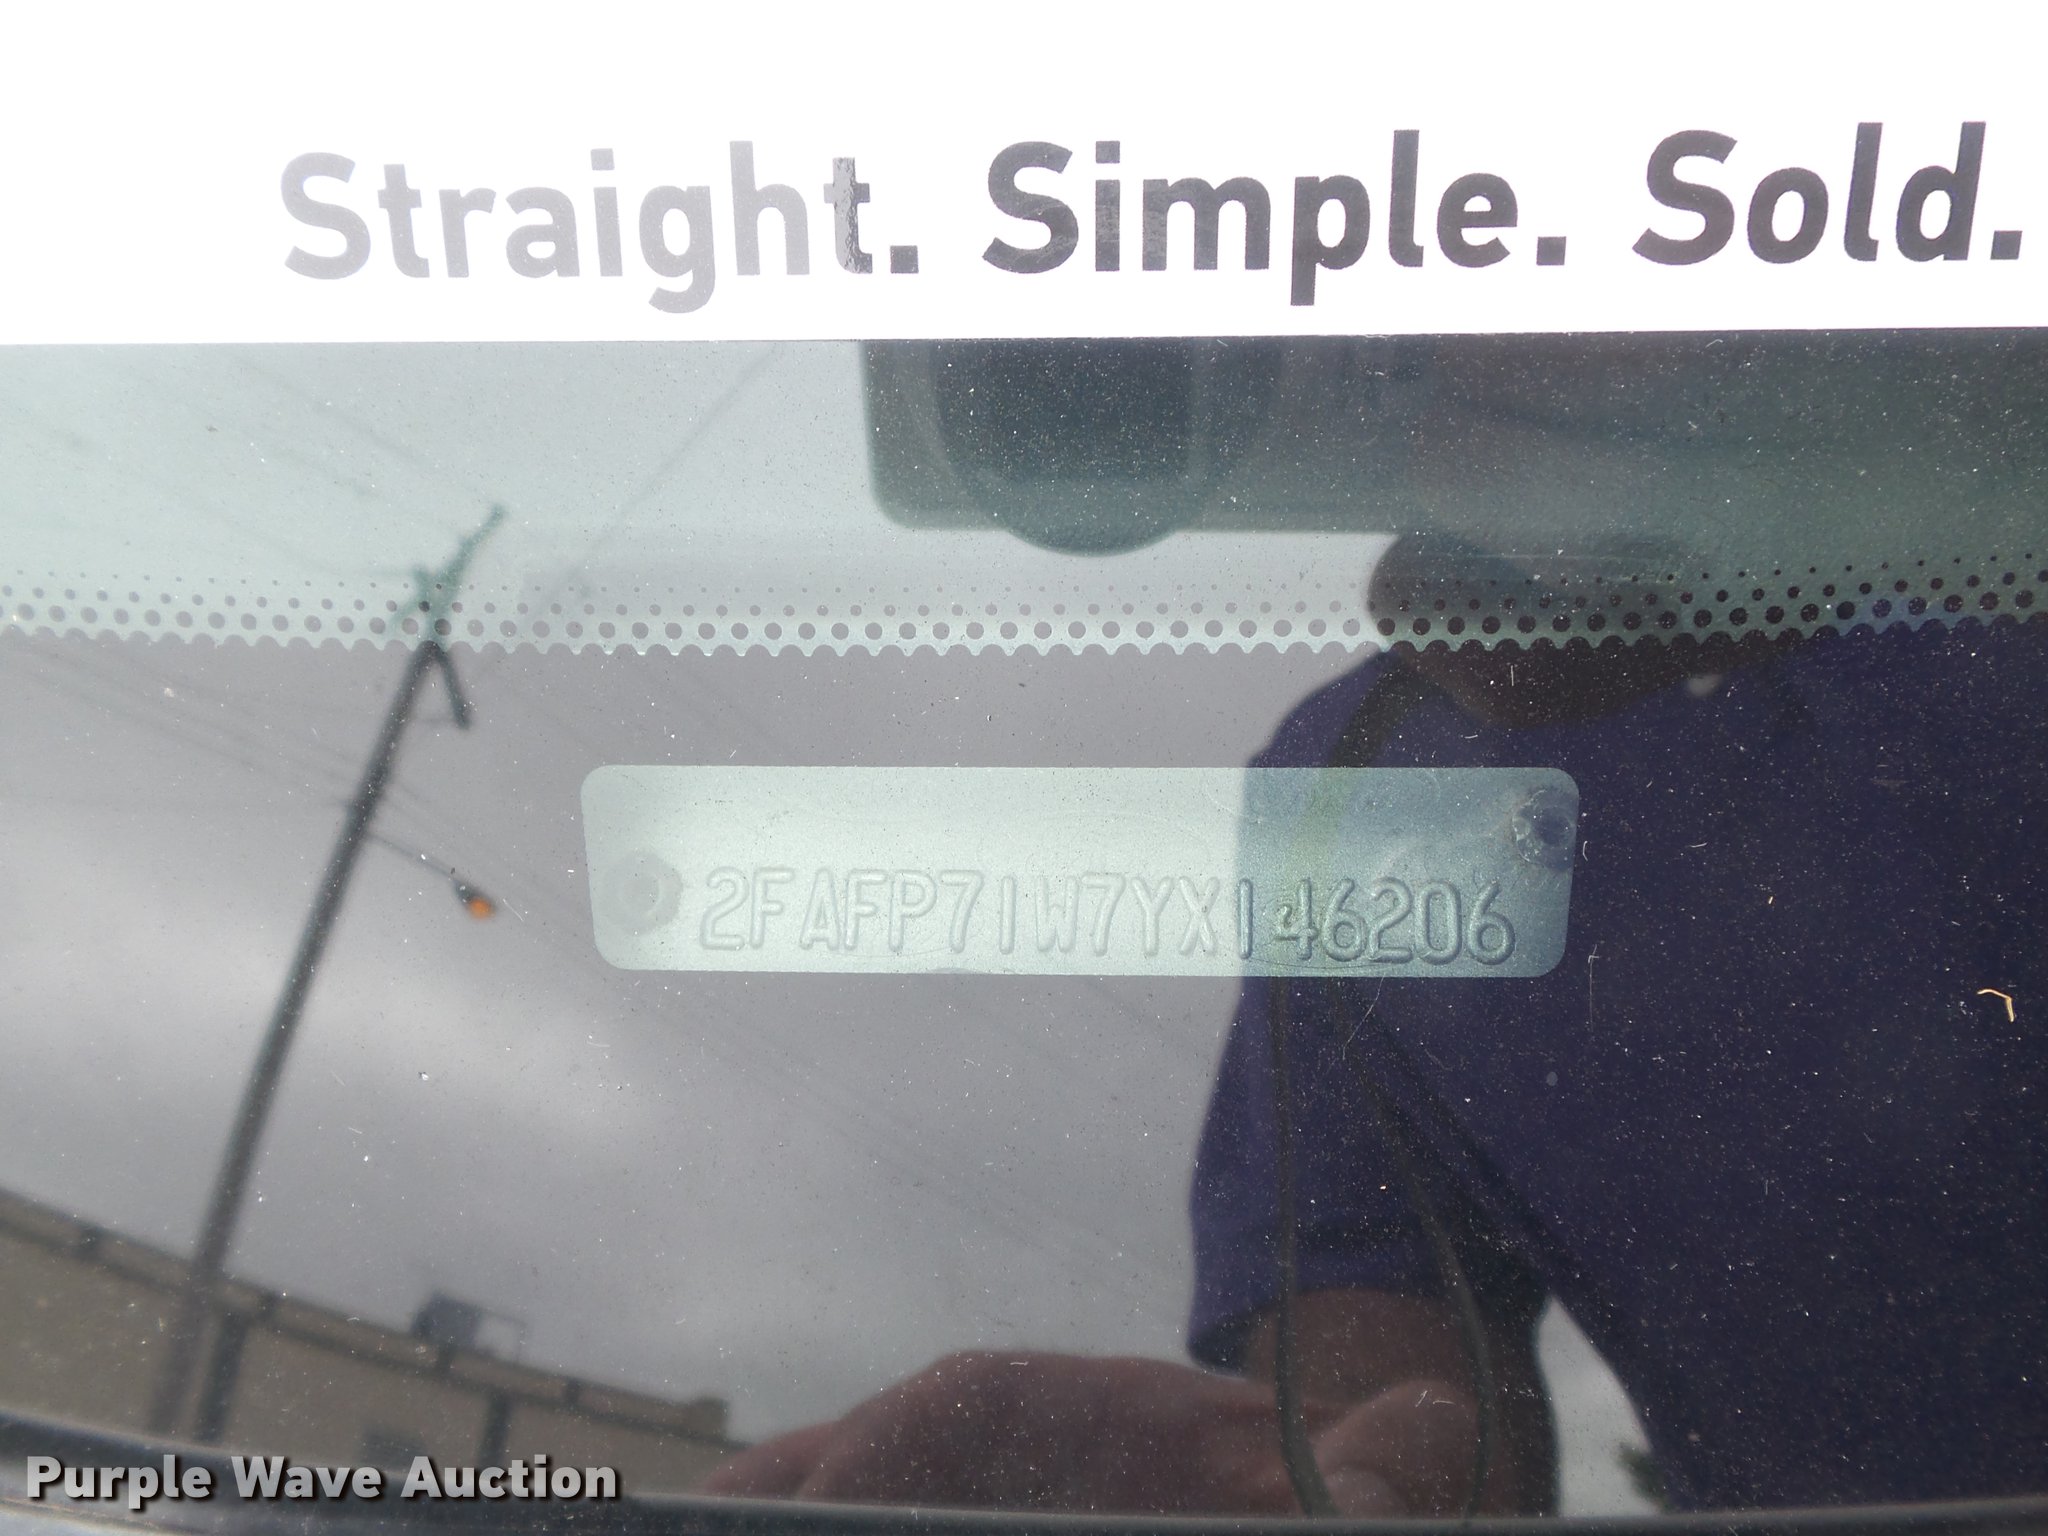 Straight. Simple. Sold.
2FAFP71W7YX146206
Purple Wave Auction